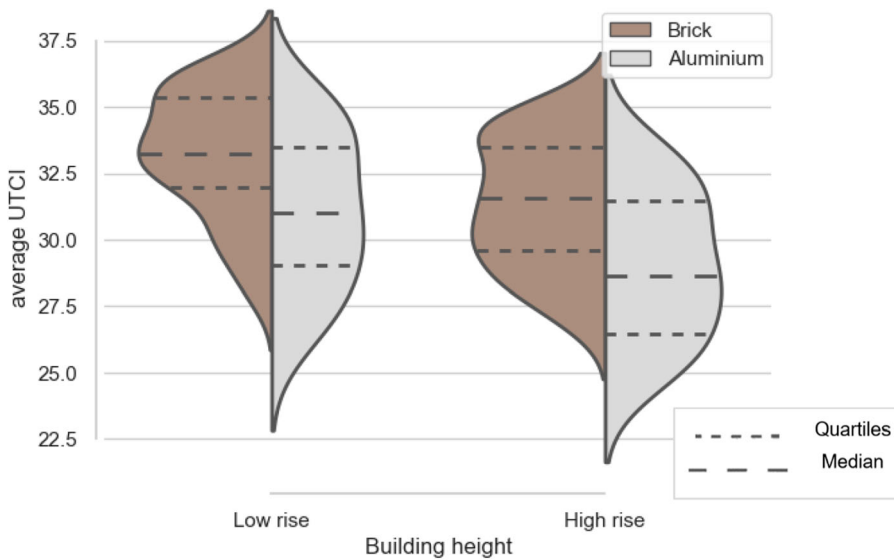 37.5
35.0
32.5
30.0
27.5
25.0
22.5
average UTCI
Brick
Aluminium
Quartiles
Median
Low rise
High rise
Building height